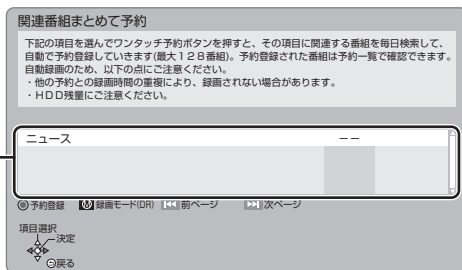 関連番組まとめて予約
下記の項目を選んでワンタッチ予約ボタンを押すと、その項目に関連する番組を毎日検索して、
自動で予約登録していきます(最大128番組)。予約登録された番組は予約一覧で確認できます。
自動録画のため、以下の点にご注意ください。
・他の予約との録画時間の重複により、録画されない場合があります。
・HDD残量にご注意ください。
ニュース －－
予約登録 録画モード(DR) 前ページ 次ページ
項目選択
決定
戻る